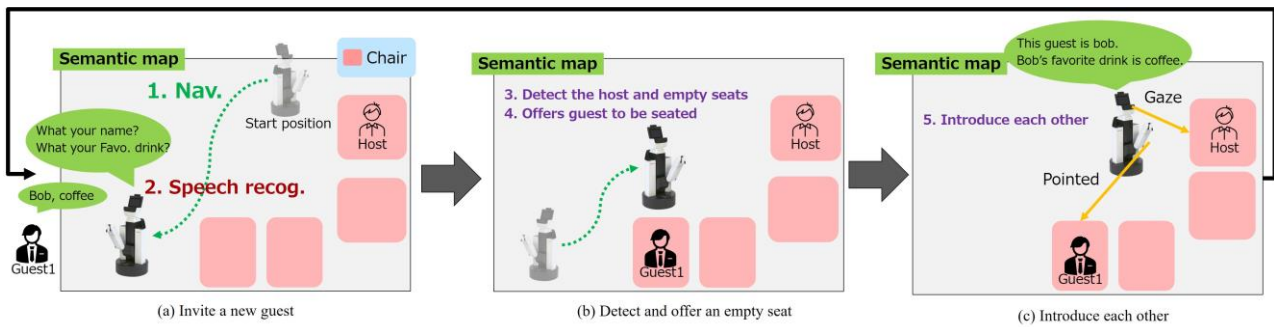 Semantic map
Chair
1. Nav.
Start position
Host
What your name?
What your Favo. drink?
2. Speech recog.
Bob, coffee
Guest1
(a) Invite a new guest
Semantic map
3. Detect the host and empty seats
4. Offers guest to be seated
Host
Guest1
(b) Detect and offer an empty seat
This guest is bob.
Bob's favorite drink is coffee.
Semantic map
Gaze
5. Introduce each other
Host
Pointed
Guest1
(c) Introduce each other